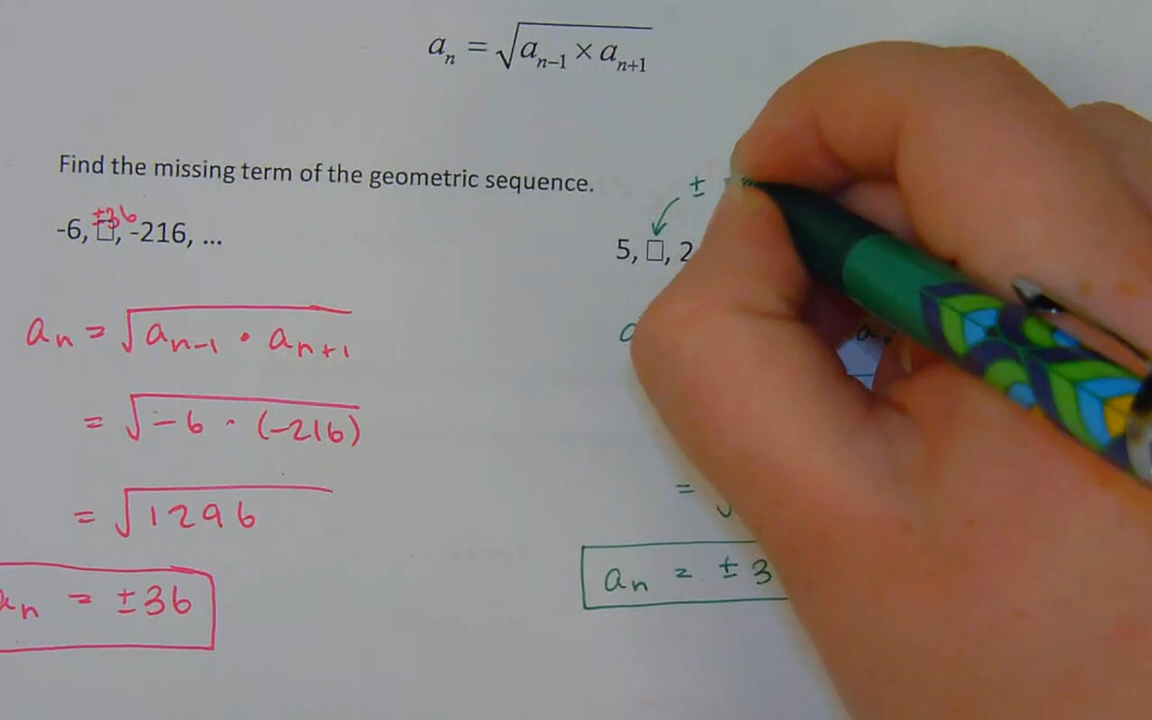 aₙ = √aₙ₋₁ × aₙ₊₁
Find the missing term of the geometric sequence.
±36
-6, □, -216, ...
aₙ = √aₙ₋₁ · aₙ₊₁
= √-6 · (-216)
= √1296
aₙ = ±36
±
5, □, 2
=
aₙ = ± 3